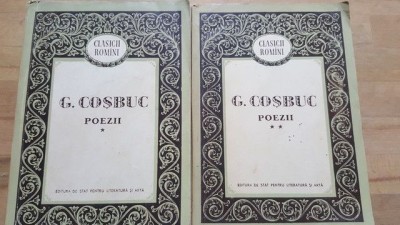 CLASICII
ROMÎNI
G. COȘBUC
POEZII
*
EDITURA DE STAT PENTRU LITERATURĂ ȘI ARTĂ
CLASICII
ROMÎNI
G. COȘBUC
POEZII
* *
EDITURA DE STAT PENTRU LITERATURĂ ȘI ARTĂ